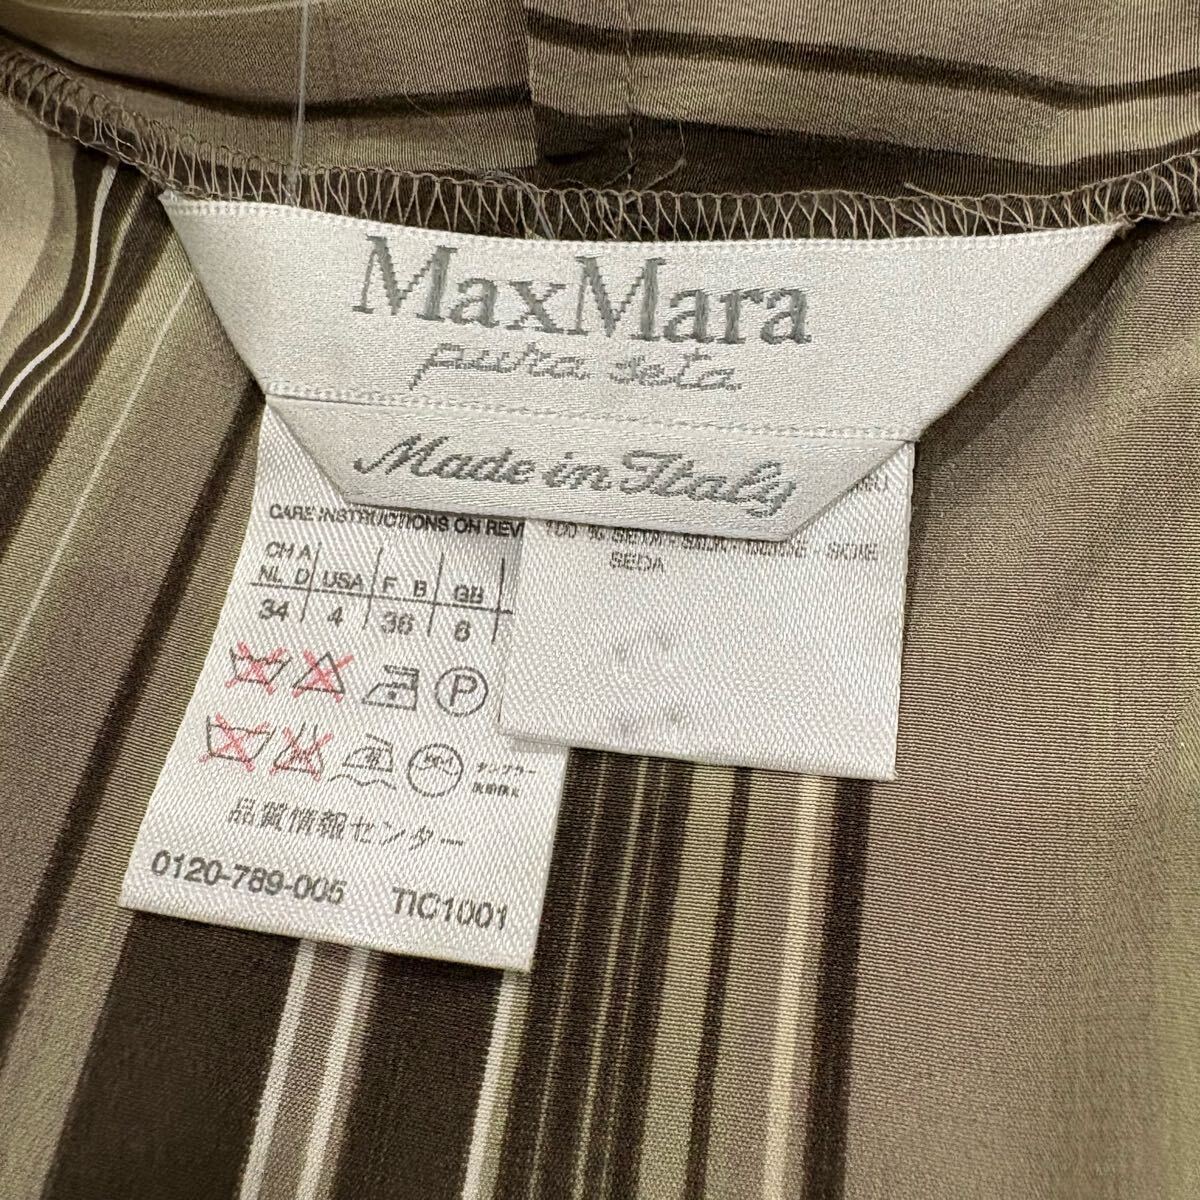 MaxMara
pura seta
Made in Italy
CARE INSTRUCTIONS ON REV
CH A
NL D USA F B GB
34 4 36 6
100 % SETA - SILK - SEIDE - SOIE
SEDA
P
品質情報センター
0120-789-005 TIC1001